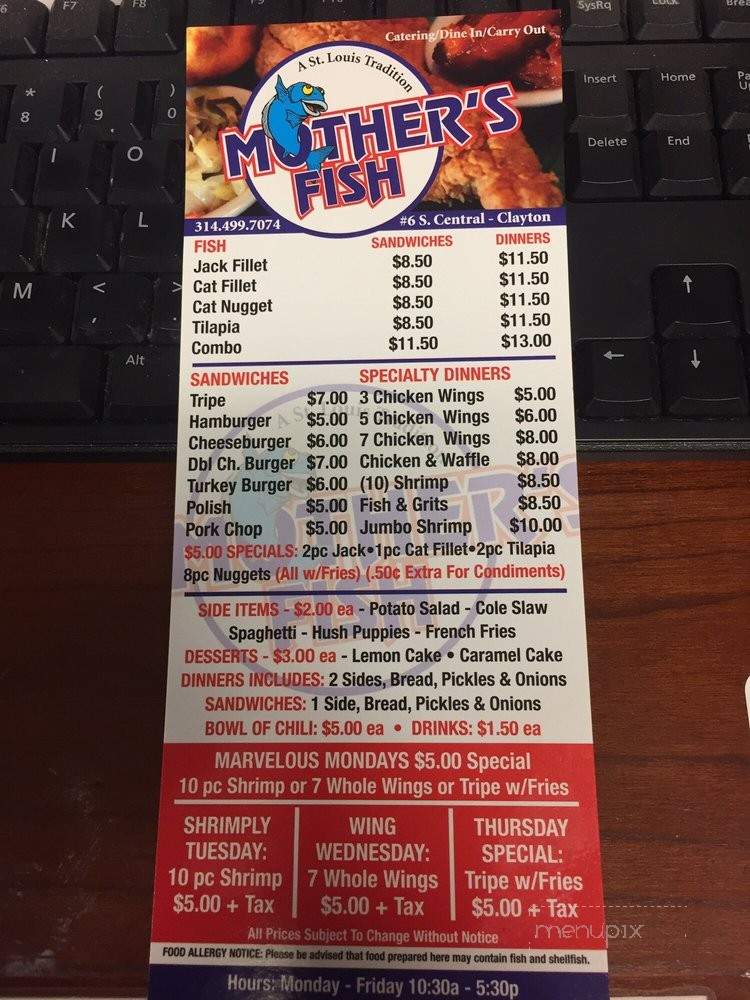 F7
F8
SysRq
Insert
Home
Delete
End
*
8
(
9
)
0
I
O
K
L
M
<
,
Alt
Catering/Dine In/Carry Out
A St. Louis Tradition
MOTHER'S
FISH
314.499.7074
#6 S. Central - Clayton
FISH SANDWICHES DINNERS
Jack Fillet $8.50 $11.50
Cat Fillet $8.50 $11.50
Cat Nugget $8.50 $11.50
Tilapia $8.50 $11.50
Combo $11.50 $13.00
SANDWICHES SPECIALTY DINNERS
Tripe $7.00 3 Chicken Wings $5.00
Hamburger $5.00 5 Chicken Wings $6.00
Cheeseburger $6.00 7 Chicken Wings $8.00
Dbl Ch. Burger $7.00 Chicken & Waffle $8.00
Turkey Burger $6.00 (10) Shrimp $8.50
Polish $5.00 Fish & Grits $8.50
Pork Chop $5.00 Jumbo Shrimp $10.00
$5.00 SPECIALS: 2pc Jack•1pc Cat Fillet•2pc Tilapia
8pc Nuggets (All w/Fries) (.50¢ Extra For Condiments)
SIDE ITEMS - $2.00 ea - Potato Salad - Cole Slaw
Spaghetti - Hush Puppies - French Fries
DESSERTS - $3.00 ea - Lemon Cake • Caramel Cake
DINNERS INCLUDES: 2 Sides, Bread, Pickles & Onions
SANDWICHES: 1 Side, Bread, Pickles & Onions
BOWL OF CHILI: $5.00 ea • DRINKS: $1.50 ea
MARVELOUS MONDAYS $5.00 Special
10 pc Shrimp or 7 Whole Wings or Tripe w/Fries
SHRIMPLY
TUESDAY:
10 pc Shrimp
$5.00 + Tax
WING
WEDNESDAY:
7 Whole Wings
$5.00 + Tax
THURSDAY
SPECIAL:
Tripe w/Fries
$5.00 + Tax
All Prices Subject To Change Without Notice
menupix
FOOD ALLERGY NOTICE: Please be advised that food prepared here may contain fish and shellfish.
Hours: Monday - Friday 10:30a - 5:30p